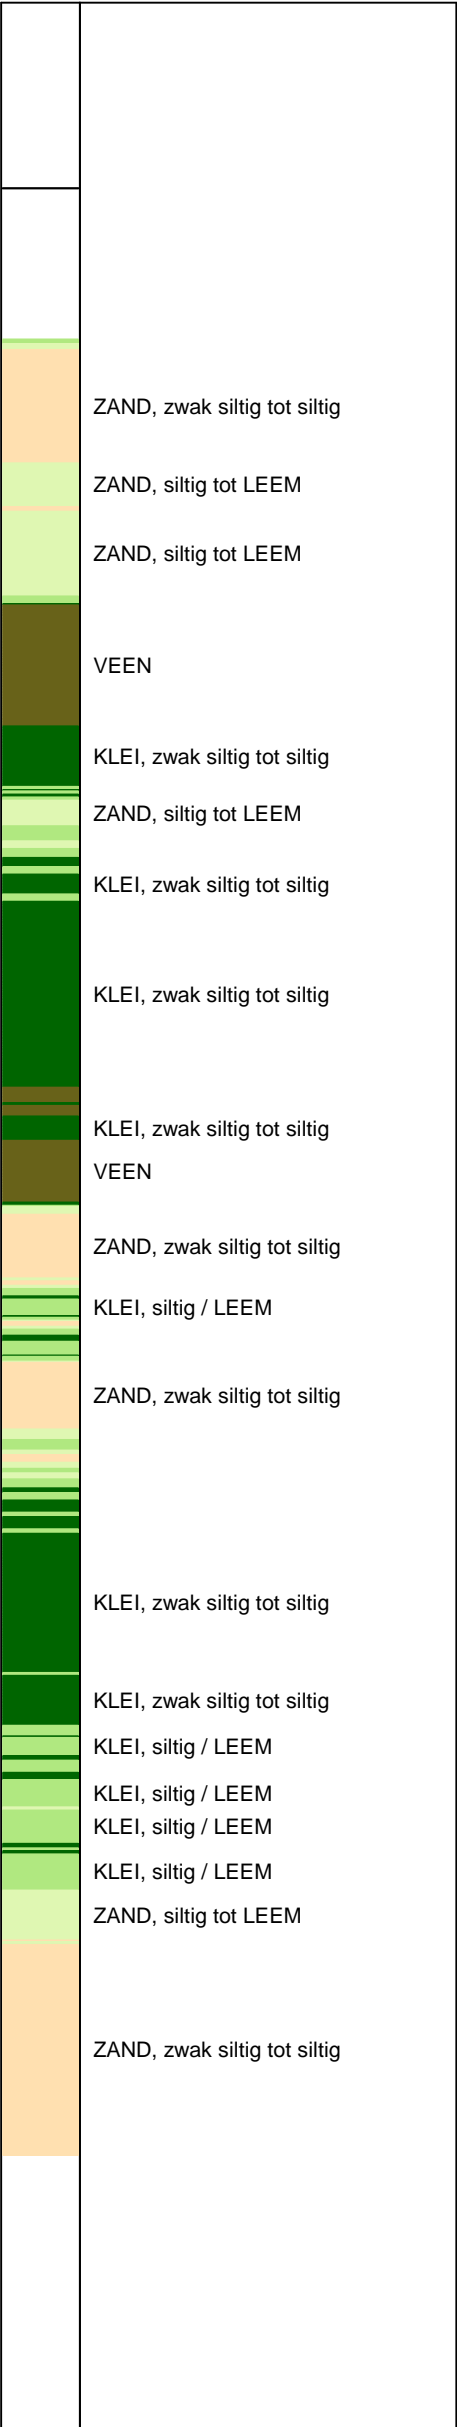 ZAND, zwak siltig tot siltig
ZAND, siltig tot LEEM
ZAND, siltig tot LEEM
VEEN
KLEI, zwak siltig tot siltig
ZAND, siltig tot LEEM
KLEI, zwak siltig tot siltig
KLEI, zwak siltig tot siltig
KLEI, zwak siltig tot siltig
VEEN
ZAND, zwak siltig tot siltig
KLEI, siltig / LEEM
ZAND, zwak siltig tot siltig
KLEI, zwak siltig tot siltig
KLEI, zwak siltig tot siltig
KLEI, siltig / LEEM
KLEI, siltig / LEEM
KLEI, siltig / LEEM
KLEI, siltig / LEEM
ZAND, siltig tot LEEM
ZAND, zwak siltig tot siltig